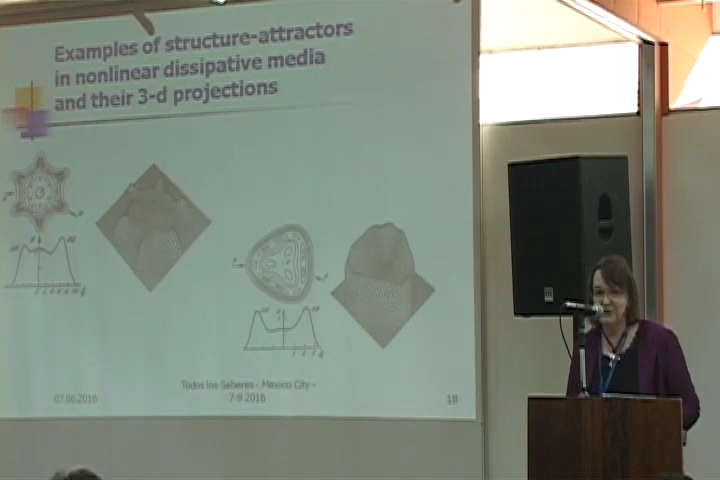 Examples of structure-attractors
in nonlinear dissipative media
and their 3-d projections
07.06.2016
Todos los Saberes - Mexico City -
7-9 2016
18